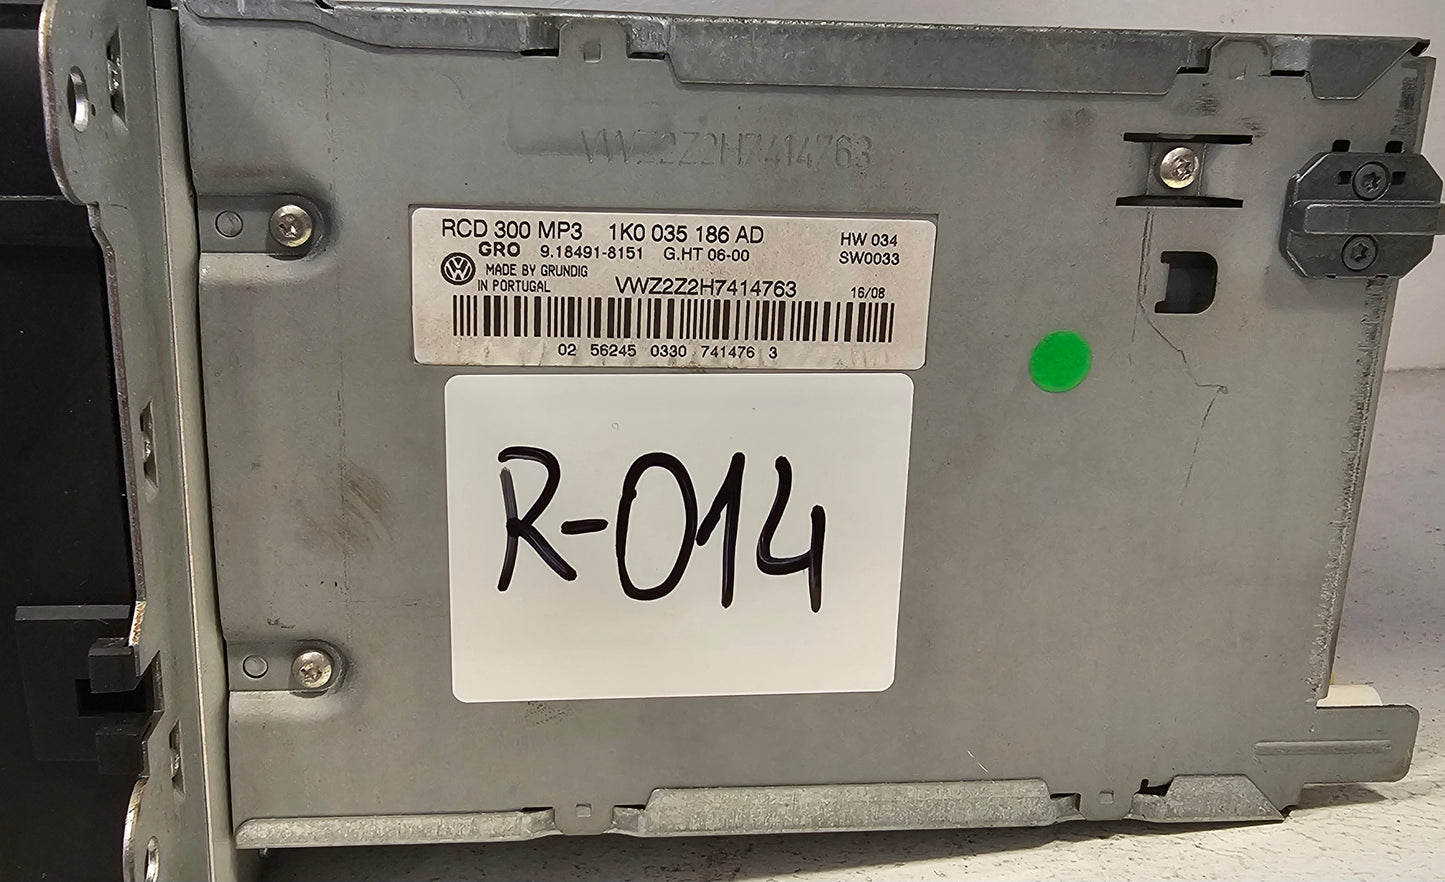 VWZ2Z2H7414763
RCD 300 MP3 1K0 035 186 AD
HW 034
GRO 9.18491-8151 G.HT 06-00
SW0033
MADE BY GRUNDIG
IN PORTUGAL VWZ2Z2H7414763 16/08
02 56245 0330 741476 3
R-014